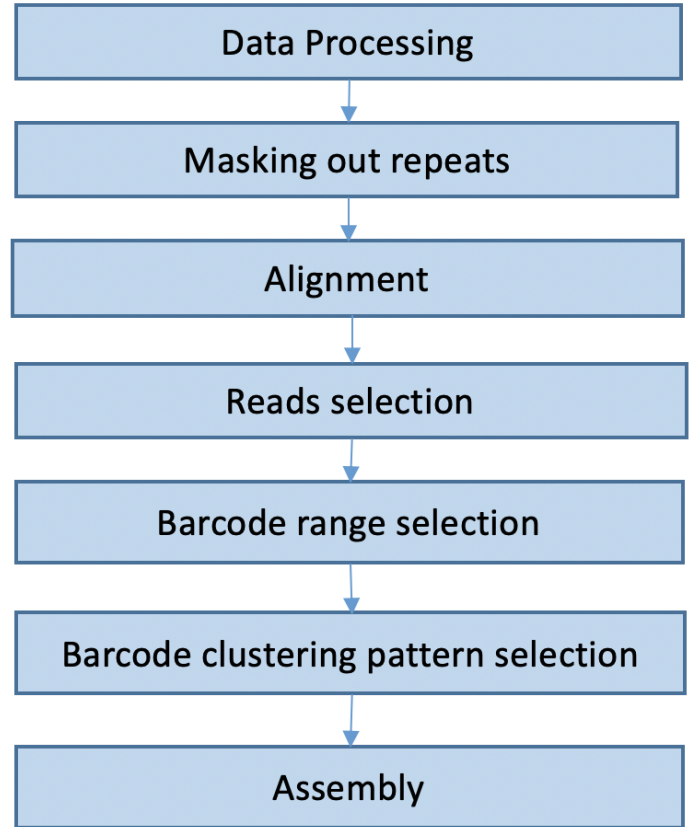 Data Processing
Masking out repeats
Alignment
Reads selection
Barcode range selection
Barcode clustering pattern selection
Assembly